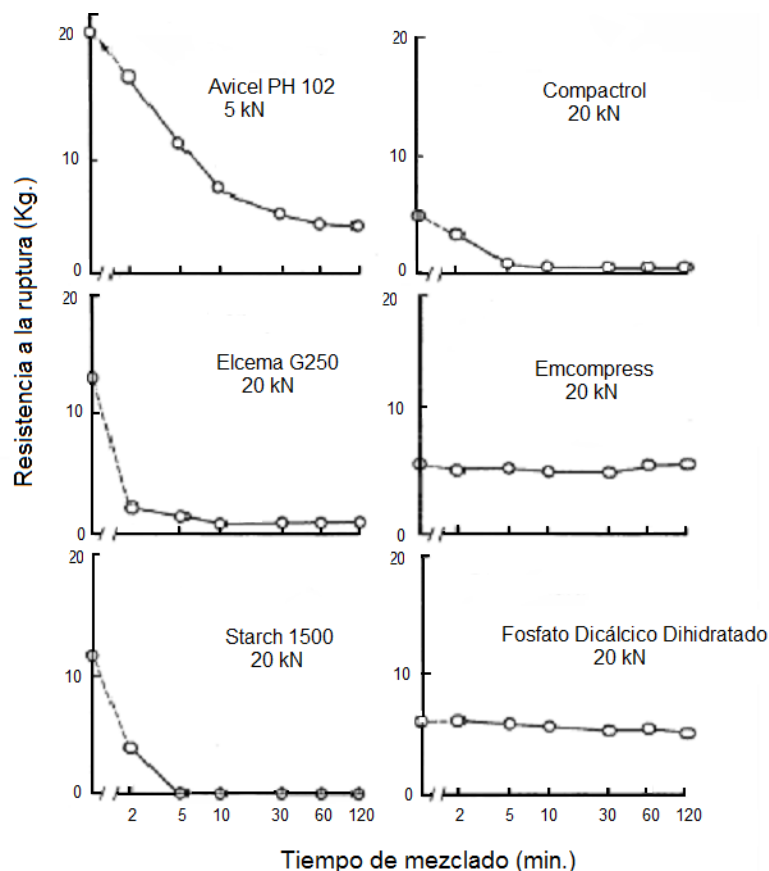 Resistencia a la ruptura (Kg.)
20
10
0
Avicel PH 102
5 kN
20
10
0
Compactrol
20 kN
20
10
0
Elcema G250
20 kN
20
10
0
Emcompress
20 kN
20
10
0
Starch 1500
20 kN
2 5 10 30 60 120
20
10
0
Fosfato Dicálcico Dihidratado
20 kN
2 5 10 30 60 120
Tiempo de mezclado (min.)